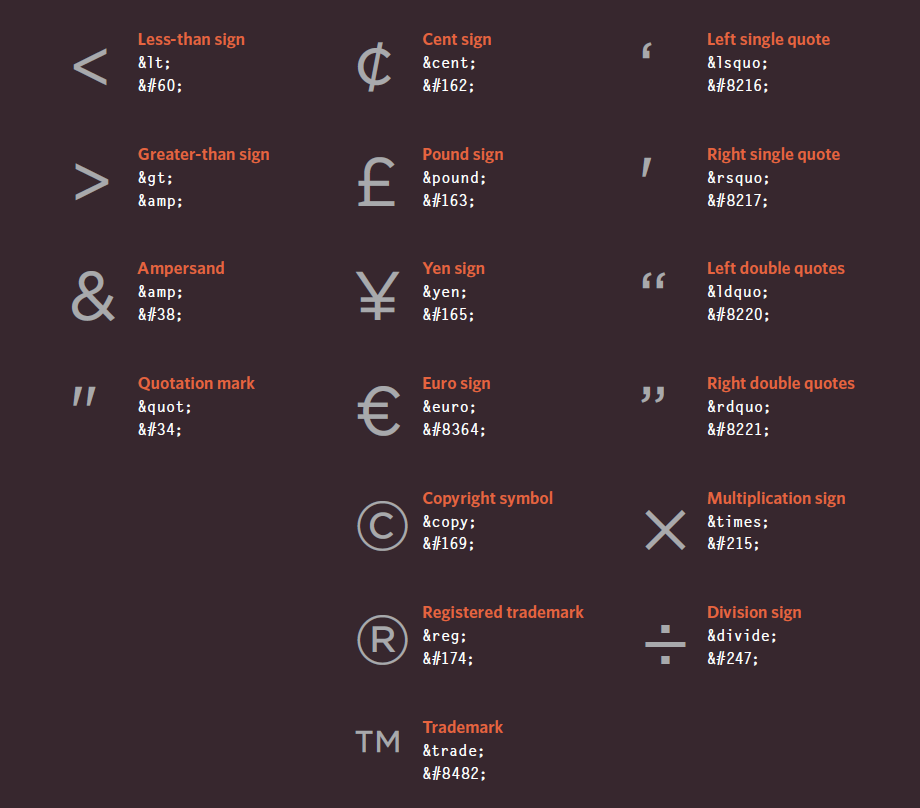 <
Less-than sign
&lt;
&#60;
>
Greater-than sign
&gt;
&amp;
&
Ampersand
&amp;
&#38;
"
Quotation mark
&quot;
&#34;
¢
Cent sign
&cent;
&#162;
£
Pound sign
&pound;
&#163;
¥
Yen sign
&yen;
&#165;
€
Euro sign
&euro;
&#8364;
©
Copyright symbol
&copy;
&#169;
®
Registered trademark
&reg;
&#174;
™
Trademark
&trade;
&#8482;
‘
Left single quote
&lsquo;
&#8216;
'
Right single quote
&rsquo;
&#8217;
“
Left double quotes
&ldquo;
&#8220;
”
Right double quotes
&rdquo;
&#8221;
×
Multiplication sign
&times;
&#215;
÷
Division sign
&divide;
&#247;